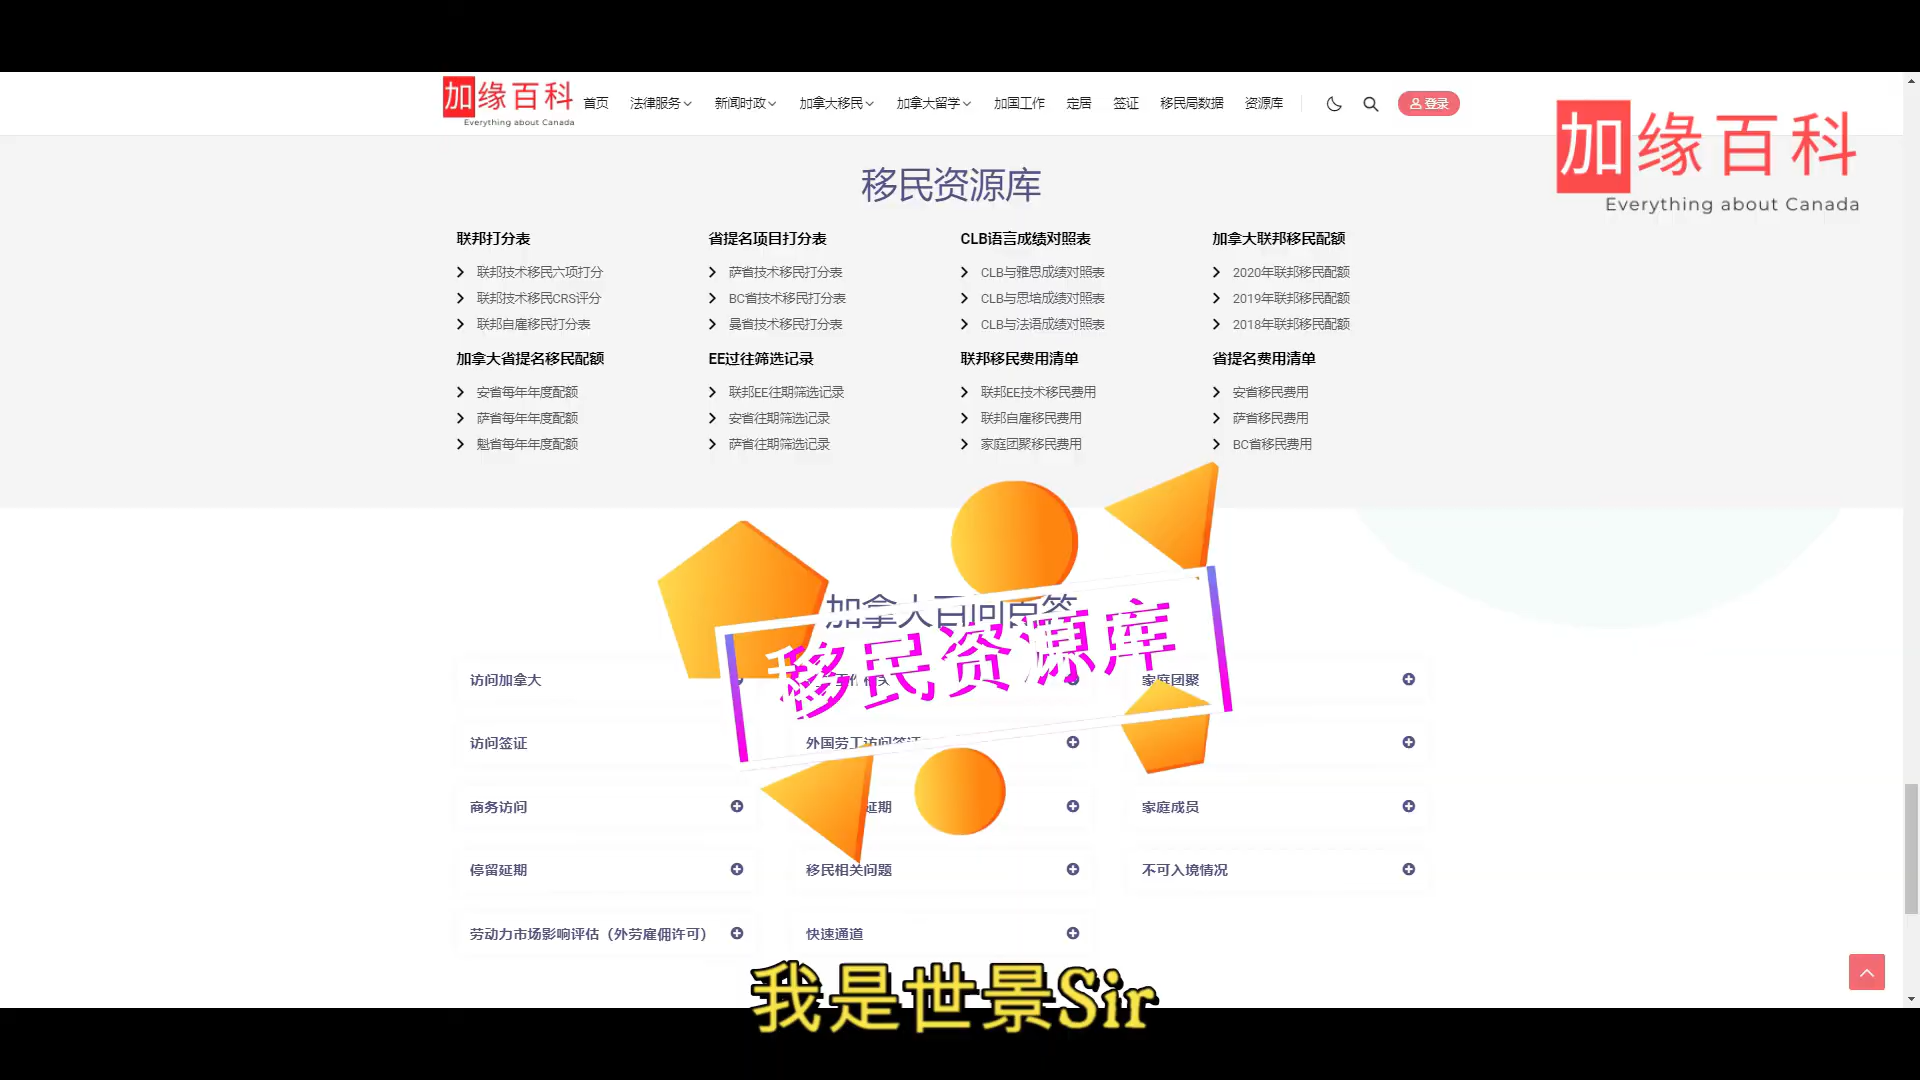 加缘百科
Everything about Canada
首页 法律服务 新闻时政 加拿大移民 加拿大留学 加国工作 定居 签证 移民局数据 资源库 登录
加缘百科
Everything about Canada
移民资源库
联邦打分表
联邦技术移民六项打分
联邦技术移民CRS评分
联邦自雇移民打分表
省提名项目打分表
萨省技术移民打分表
BC省技术移民打分表
曼省技术移民打分表
CLB语言成绩对照表
CLB与雅思成绩对照表
CLB与思培成绩对照表
CLB与法语成绩对照表
加拿大联邦移民配额
2020年联邦移民配额
2019年联邦移民配额
2018年联邦移民配额
加拿大省提名移民配额
安省每年年度配额
萨省每年年度配额
魁省每年年度配额
EE过往筛选记录
联邦EE往期筛选记录
安省往期筛选记录
萨省往期筛选记录
联邦移民费用清单
联邦EE技术移民费用
联邦自雇移民费用
家庭团聚移民费用
省提名费用清单
安省移民费用
萨省移民费用
BC省移民费用
加拿大百问百答
移民资源库
访问加拿大
家庭团聚
访问签证
外国劳工访问签证
商务访问
延期
家庭成员
停留延期
移民相关问题
不可入境情况
劳动力市场影响评估（外劳雇佣许可）
快速通道
我是世景Sir